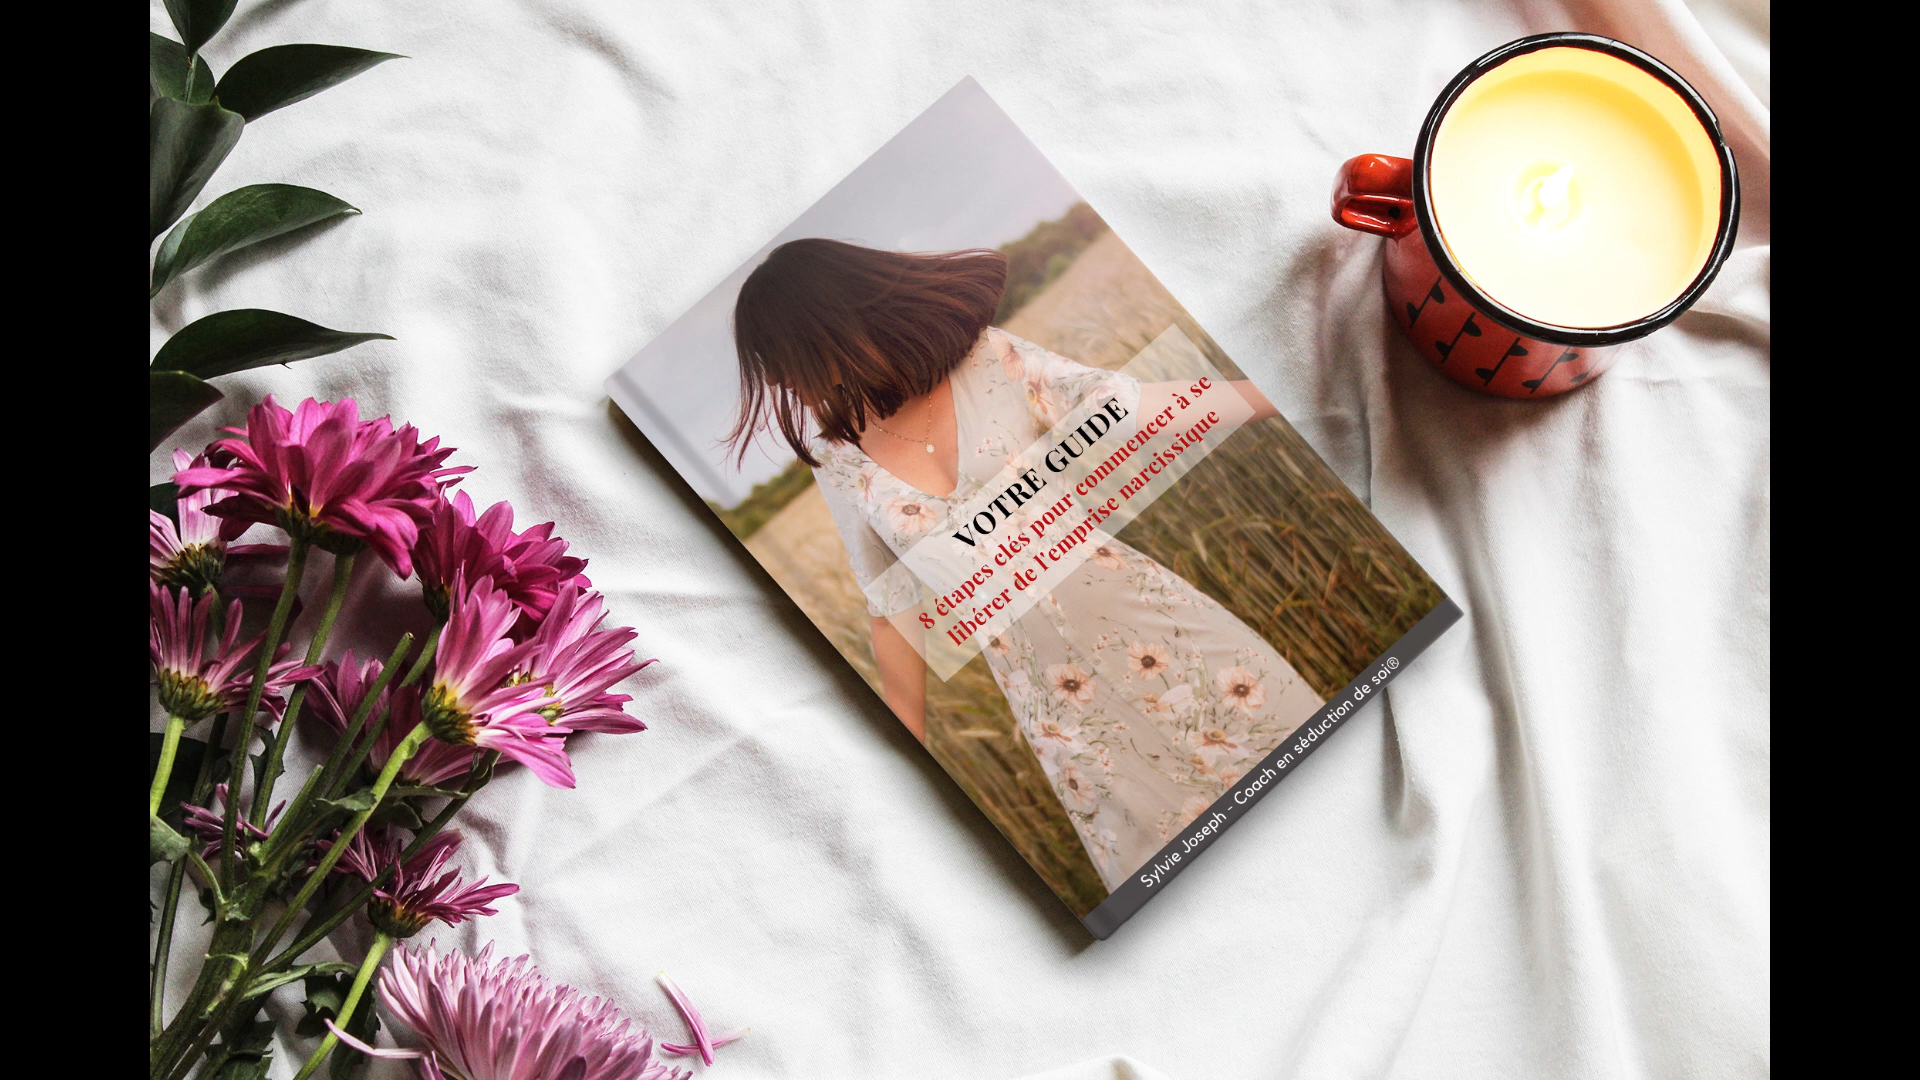 VOTRE GUIDE
8 étapes clés pour commencer à se
libérer de l'emprise narcissique
Sylvie Joseph - Coach en séduction de soi®